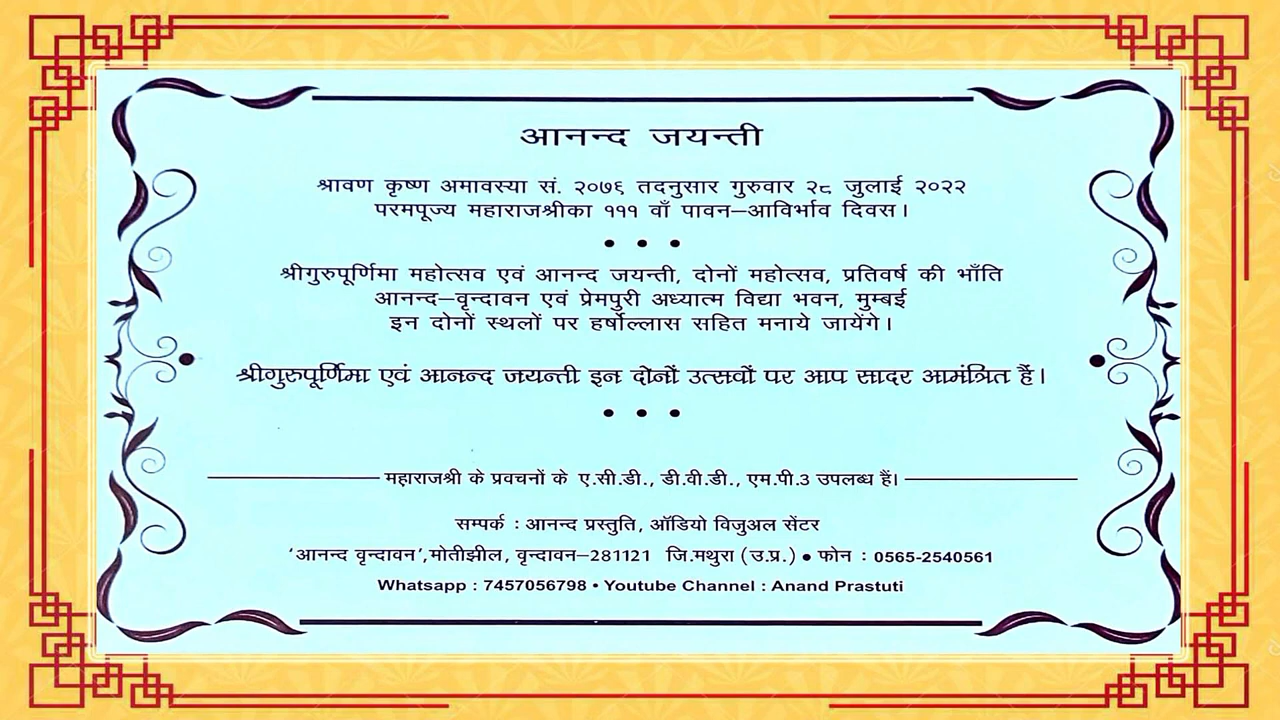 आनन्द जयन्ती
श्रावण कृष्ण अमावस्या सं. २०७९ तदनुसार गुरुवार २८ जुलाई २०२२
परमपूज्य महाराजश्रीका १११ वाँ पावन–आविर्भाव दिवस।
• • •
श्रीगुरुपूर्णिमा महोत्सव एवं आनन्द जयन्ती, दोनों महोत्सव, प्रतिवर्ष की भाँति
आनन्द–वृन्दावन एवं प्रेमपुरी अध्यात्म विद्या भवन, मुम्बई
इन दोनों स्थलों पर हर्षोल्लास सहित मनाये जायेंगे।
श्रीगुरुपूर्णिमा एवं आनन्द जयन्ती इन दोनों उत्सवों पर आप सादर आमंत्रित हैं।
• • •
महाराजश्री के प्रवचनों के ए.सी.डी., डी.वी.डी., एम.पी.3 उपलब्ध हैं।
सम्पर्क : आनन्द प्रस्तुति, ऑडियो विजुअल सेंटर
'आनन्द वृन्दावन',मोतीझील, वृन्दावन–281121 जि.मथुरा (उ.प्र.) • फोन : 0565-2540561
Whatsapp : 7457056798 • Youtube Channel : Anand Prastuti